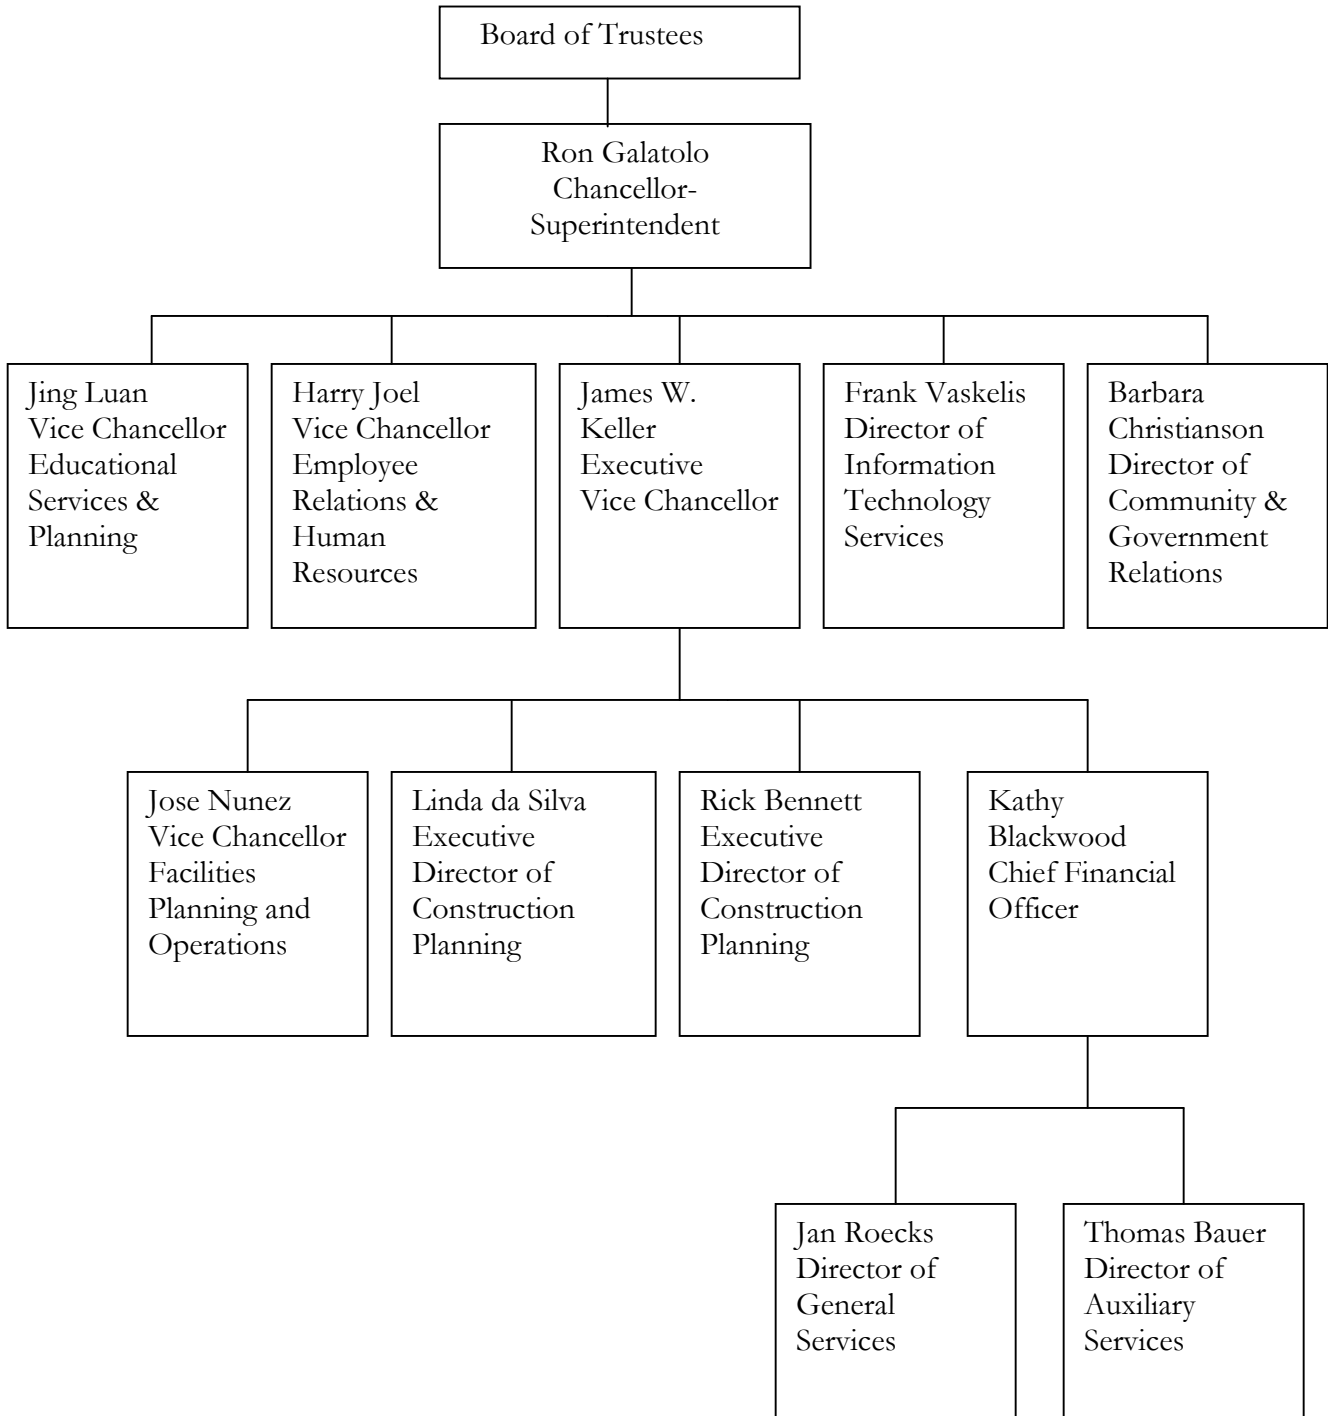 Board of Trustees
Ron Galatolo
Chancellor-
Superintendent
Jing Luan
Vice Chancellor
Educational
Services &
Planning
Harry Joel
Vice Chancellor
Employee
Relations &
Human
Resources
James W.
Keller
Executive
Vice Chancellor
Frank Vaskelis
Director of
Information
Technology
Services
Barbara
Christianson
Director of
Community &
Government
Relations
Jose Nunez
Vice Chancellor
Facilities
Planning and
Operations
Linda da Silva
Executive
Director of
Construction
Planning
Rick Bennett
Executive
Director of
Construction
Planning
Kathy
Blackwood
Chief Financial
Officer
Jan Roecks
Director of
General
Services
Thomas Bauer
Director of
Auxiliary
Services